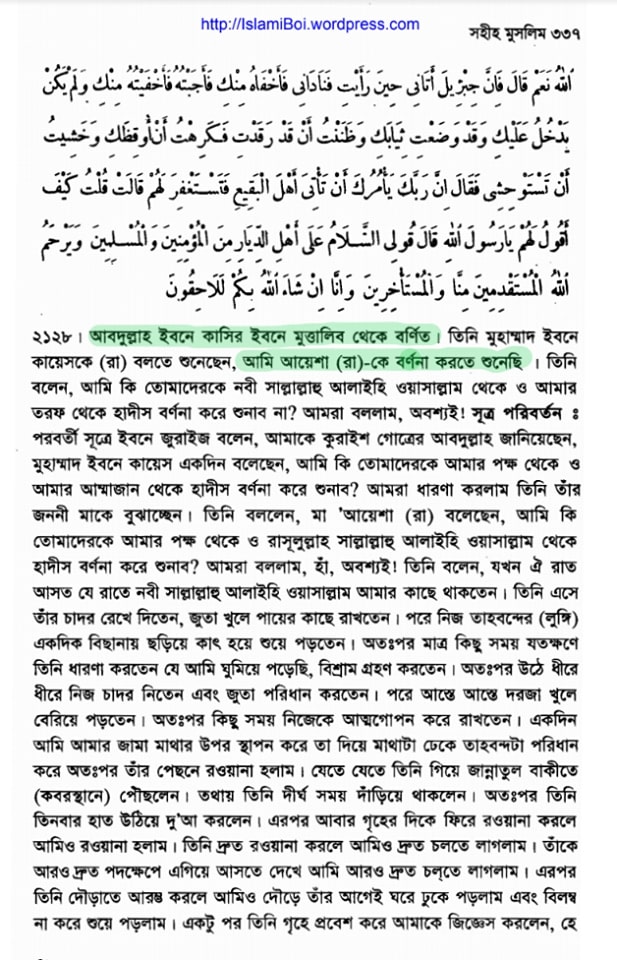 http://IslamiBoi.wordpress.com
সহীহ মুসলিম ৩৩৭
اللهُ نَعَمْ قَالَ فَاِنَّ جِبْرِيْلَ أَتَانِى حِينَ رَأَيْتِ فَنَادَانِى فَأَخْفَاهُ مِنْكِ فَأَجَبْتُهُ فَأَخْفَيْتُهُ مِنْكِ وَلَمْ يَكُنْ
يَدْخُلُ عَلَيْكِ وَقَدْ وَضَعْتِ ثِيَابَكِ وَظَنَنْتُ أَنْ قَدْ رَقَدْتِ فَكَرِهْتُ أَنْ أُوقِظَكِ وَخَشِيتُ
أَنْ تَسْتَوْحِشِى فَقَالَ اِنَّ رَبَّكَ يَأْمُرُكَ أَنْ تَأْتِىَ أَهْلَ الْبَقِيعِ فَتَسْتَغْفِرَ لَهُمْ قَالَتْ قُلْتُ كَيْفَ
أَقُولُ لَهُمْ يَارَسُولَ اللهِ قَالَ قُولِى السَّلَامُ عَلَى أَهْلِ الدِّيَارِ مِنَ الْمُؤْمِنِينَ وَالْمُسْلِمِينَ وَيَرْحَمُ
اللهُ الْمُسْتَقْدِمِينَ مِنَّا وَالْمُسْتَأْخِرِينَ وَاِنَّا اِنْ شَاءَ اللهُ بِكُمْ لَلَاحِقُونَ
২১২৮। আবদুল্লাহ ইবনে কাসির ইবনে মুত্তালিব থেকে বর্ণিত। তিনি মুহাম্মাদ ইবনে
কায়েসকে (রা) বলতে শুনেছেন, আমি আয়েশা (রা)-কে বর্ণনা করতে শুনেছি । তিনি
বলেন, আমি কি তোমাদেরকে নবী সাল্লাল্লাহু আলাইহি ওয়াসাল্লাম থেকে ও আমার
তরফ থেকে হাদীস বর্ণনা করে শুনাব না? আমরা বললাম, অবশ্যই! সূত্র পরিবর্তন :
পরবর্তী সূত্রে ইবনে জুরাইজ বলেন, আমাকে কুরাইশ গোত্রের আবদুল্লাহ জানিয়েছেন,
মুহাম্মাদ ইবনে কায়েস একদিন বলেছেন, আমি কি তোমাদেরকে আমার পক্ষ থেকে ও
আমার আম্মাজান থেকে হাদীস বর্ণনা করে শুনাব? আমরা ধারণা করলাম তিনি তাঁর
জননী মাকে বুঝাচ্ছেন। তিনি বললেন, মা 'আয়েশা (রা) বলেছেন, আমি কি
তোমাদেরকে আমার পক্ষ থেকে ও রাসূলুল্লাহ সাল্লাল্লাহু আলাইহি ওয়াসাল্লাম থেকে
হাদীস বর্ণনা করে শুনাব? আমরা বললাম, হাঁ, অবশ্যই! তিনি বলেন, যখন ঐ রাত
আসত যে রাতে নবী সাল্লাল্লাহু আলাইহি ওয়াসাল্লাম আমার কাছে থাকতেন। তিনি এসে
তাঁর চাদর রেখে দিতেন, জুতা খুলে পায়ের কাছে রাখতেন। পরে নিজ তাহবন্দের (লুঙ্গি)
একদিক বিছানায় ছড়িয়ে কাৎ হয়ে শুয়ে পড়তেন। অতঃপর মাত্র কিছু সময় যতক্ষণে
তিনি ধারণা করতেন যে আমি ঘুমিয়ে পড়েছি, বিশ্রাম গ্রহণ করতেন। অতঃপর উঠে ধীরে
ধীরে নিজ চাদর নিতেন এবং জুতা পরিধান করতেন। পরে আস্তে আস্তে দরজা খুলে
বেরিয়ে পড়তেন। অতঃপর কিছু সময় নিজেকে আত্মগোপন করে রাখতেন। একদিন
আমি আমার জামা মাথার উপর স্থাপন করে তা দিয়ে মাথাটা ঢেকে তাহবন্দটা পরিধান
করে অতঃপর তাঁর পেছনে রওয়ানা হলাম। যেতে যেতে তিনি গিয়ে জান্নাতুল বাকীতে
(কবরস্থানে) পৌছলেন। তথায় তিনি দীর্ঘ সময় দাঁড়িয়ে থাকলেন। অতঃপর তিনি
তিনবার হাত উঠিয়ে দু'আ করলেন। এরপর আবার গৃহের দিকে ফিরে রওয়ানা করলে
আমিও রওয়ানা হলাম। তিনি দ্রুত রওয়ানা করলে আমিও দ্রুত চলতে লাগলাম। তাঁকে
আরও দ্রুত পদক্ষেপে এগিয়ে আসতে দেখে আমি আরও দ্রুত চল্‌তে লাগলাম। এরপর
তিনি দৌড়াতে আরম্ভ করলে আমিও দৌড়ে তাঁর আগেই ঘরে ঢুকে পড়লাম এবং বিলম্ব
না করে শুয়ে পড়লাম। একটু পর তিনি গৃহে প্রবেশ করে আমাকে জিজ্ঞেস করলেন, হে